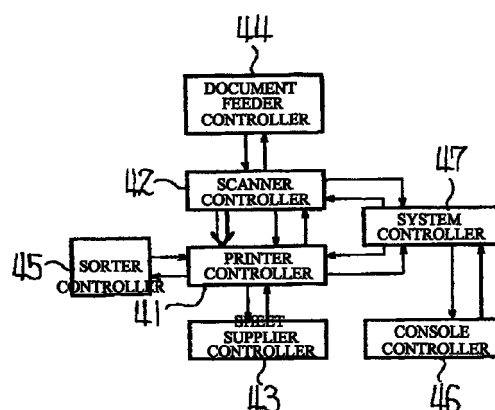 44
DOCUMENT
FEEDER
CONTROLLER
42
SCANNER
CONTROLLER
47
SYSTEM
CONTROLLER
45
SORTER
CONTROLLER
PRINTER
CONTROLLER
41
SHEET
SUPPLIER
CONTROLLER
43
CONSOLE
CONTROLLER
46